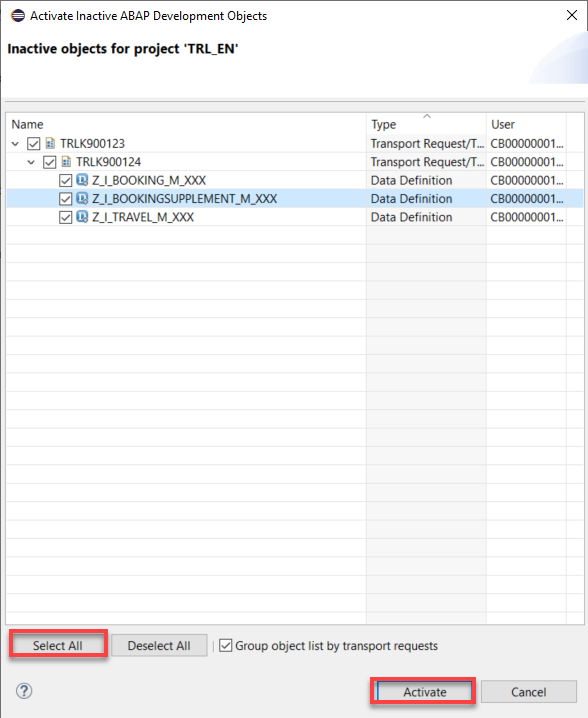 Activate Inactive ABAP Development Objects
Inactive objects for project 'TRL_EN'
Name Type User
TRLK900123 Transport Request/T... CB00000001...
TRLK900124 Transport Request/T... CB00000001...
Z_I_BOOKING_M_XXX Data Definition CB00000001...
Z_I_BOOKINGSUPPLEMENT_M_XXX Data Definition CB00000001...
Z_I_TRAVEL_M_XXX Data Definition CB00000001...
Select All Deselect All Group object list by transport requests
? Activate Cancel